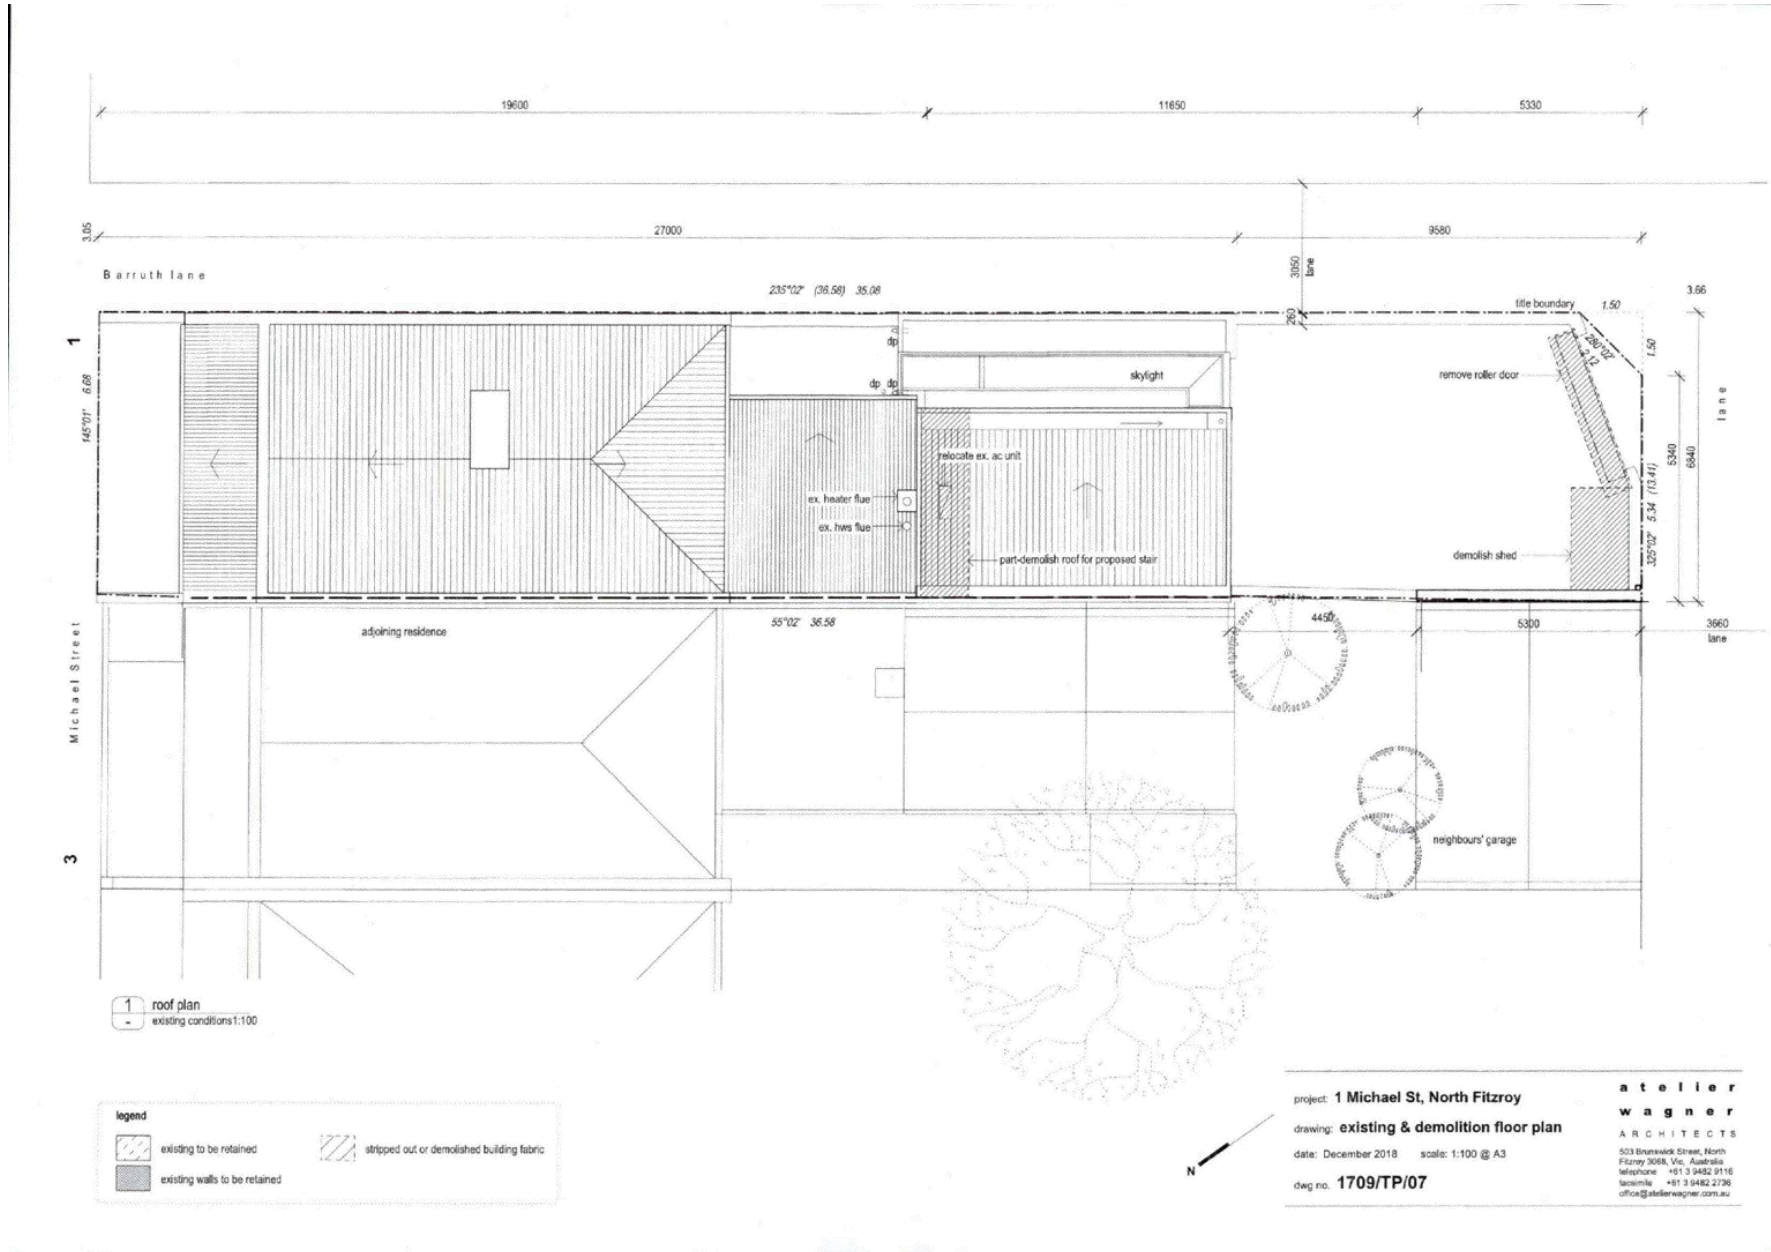 19600
11650
5330
3.05
27000
9580
Barruth lane
3050
lane
235°02' (36.58) 35.08
title boundary
1.50
3.66
260
1
dp
280°02'
2.12
1.50
skylight
remove roller door
dp dp
lane
145°01' 6.68
5340
6840
relocate ex. ac unit
ex. heater flue
ex. hws flue
325°02' 5.34 (13.41)
demolish shed
part-demolish roof for proposed stair
Michael Street
adjoining residence
55°02' 36.58
4450
5300
3660
lane
3
neighbours' garage
1
roof plan
-
existing conditions1:100
legend
existing to be retained
stripped out or demolished building fabric
existing walls to be retained
N
project: 1 Michael St, North Fitzroy
drawing: existing & demolition floor plan
date: December 2018 scale: 1:100 @ A3
dwg no. 1709/TP/07
atelier
wagner
ARCHITECTS
503 Brunswick Street, North
Fitzroy 3068, Vic, Australia
telephone +61 3 9482 9116
facsimile +61 3 9482 2736
office@atelierwagner.com.au